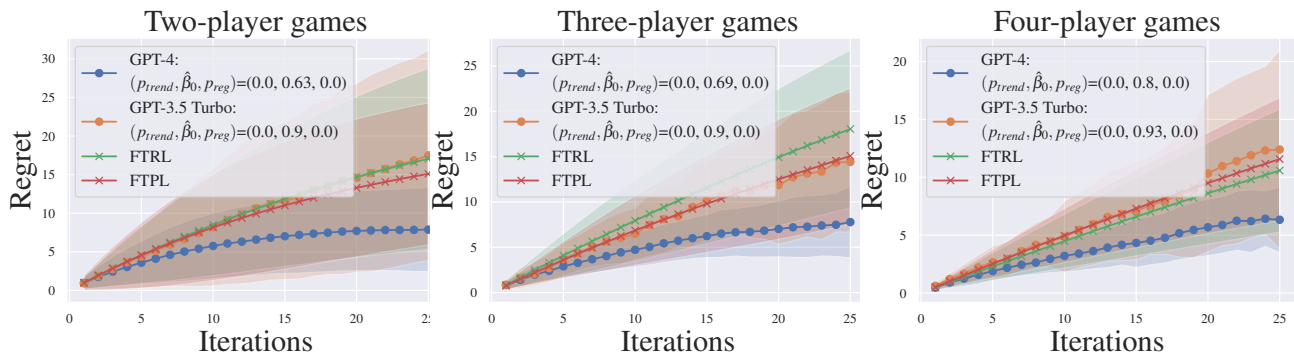 Two-player games
Regret
30
25
20
15
10
5
0
GPT-4:
(p_trend, β̂₀, p_reg)=(0.0, 0.63, 0.0)
GPT-3.5 Turbo:
(p_trend, β̂₀, p_reg)=(0.0, 0.9, 0.0)
FTRL
FTPL
0 5 10 15 20 25
Iterations
Three-player games
Regret
25
20
15
10
5
0
GPT-4:
(p_trend, β̂₀, p_reg)=(0.0, 0.69, 0.0)
GPT-3.5 Turbo:
(p_trend, β̂₀, p_reg)=(0.0, 0.9, 0.0)
FTRL
FTPL
0 5 10 15 20 25
Iterations
Four-player games
Regret
20
15
10
5
0
GPT-4:
(p_trend, β̂₀, p_reg)=(0.0, 0.8, 0.0)
GPT-3.5 Turbo:
(p_trend, β̂₀, p_reg)=(0.0, 0.93, 0.0)
FTRL
FTPL
0 5 10 15 20 25
Iterations